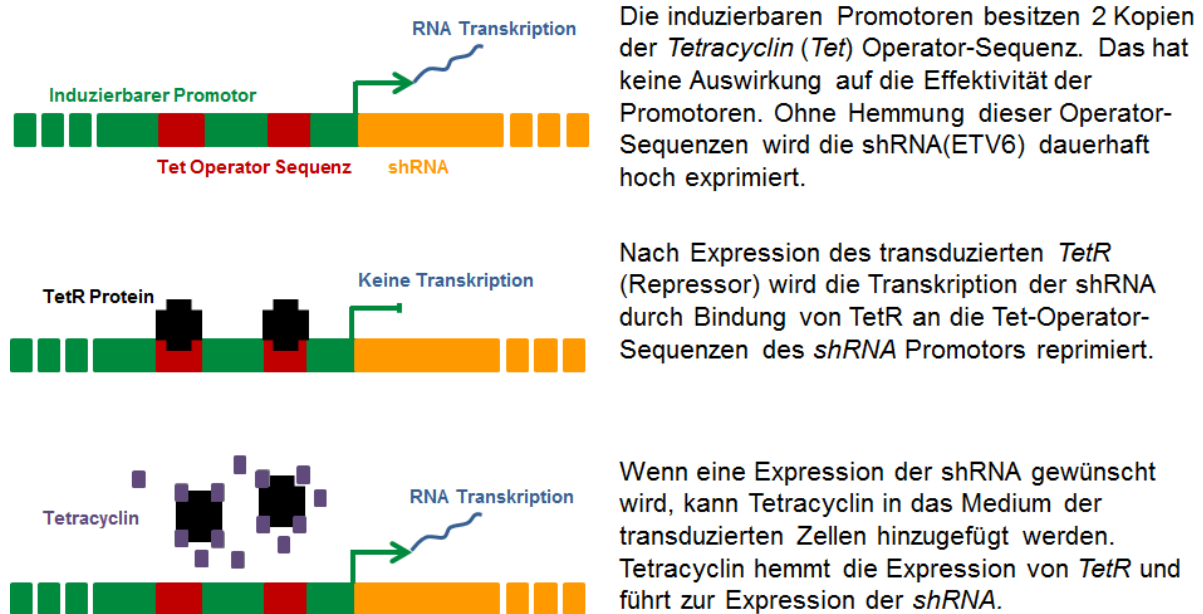 RNA Transkription
Induzierbarer Promotor
Tet Operator Sequenz
shRNA
Die induzierbaren Promotoren besitzen 2 Kopien
der Tetracyclin (Tet) Operator-Sequenz. Das hat
keine Auswirkung auf die Effektivität der
Promotoren. Ohne Hemmung dieser Operator-
Sequenzen wird die shRNA(ETV6) dauerhaft
hoch exprimiert.
Keine Transkription
TetR Protein
Nach Expression des transduzierten TetR
(Repressor) wird die Transkription der shRNA
durch Bindung von TetR an die Tet-Operator-
Sequenzen des shRNA Promotors reprimiert.
Tetracyclin
RNA Transkription
Wenn eine Expression der shRNA gewünscht
wird, kann Tetracyclin in das Medium der
transduzierten Zellen hinzugefügt werden.
Tetracyclin hemmt die Expression von TetR und
führt zur Expression der shRNA.